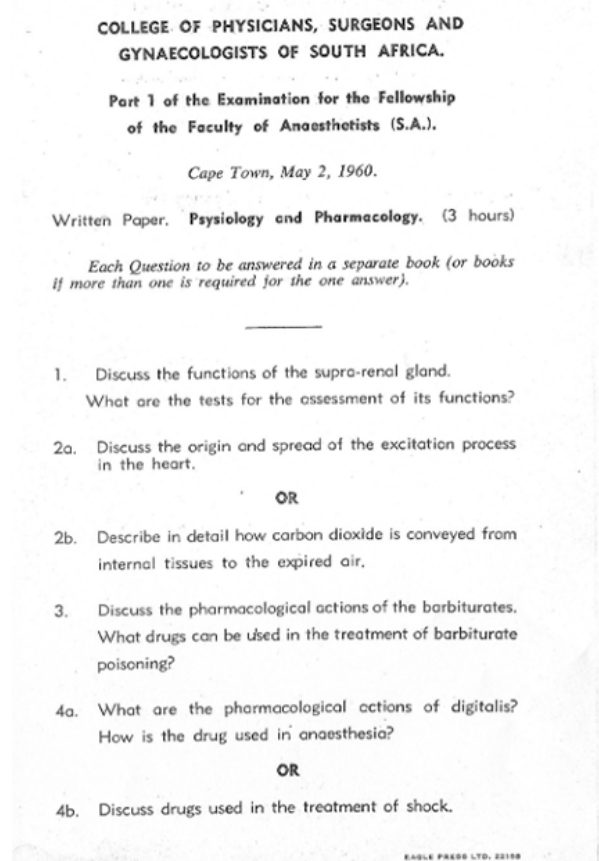 COLLEGE OF PHYSICIANS, SURGEONS AND
GYNAECOLOGISTS OF SOUTH AFRICA.
Part 1 of the Examination for the Fellowship
of the Faculty of Anaesthetists (S.A.).
Cape Town, May 2, 1960.
Written Paper. Psysiology and Pharmacology. (3 hours)
Each Question to be answered in a separate book (or books
if more than one is required for the one answer).
1. Discuss the functions of the supra-renal gland.
What are the tests for the assessment of its functions?
2a. Discuss the origin and spread of the excitation process
in the heart.
OR
2b. Describe in detail how carbon dioxide is conveyed from
internal tissues to the expired air.
3. Discuss the pharmacological actions of the barbiturates.
What drugs can be used in the treatment of barbiturate
poisoning?
4a. What are the pharmacological actions of digitalis?
How is the drug used in anaesthesia?
OR
4b. Discuss drugs used in the treatment of shock.
EAGLE PRESS LTD.